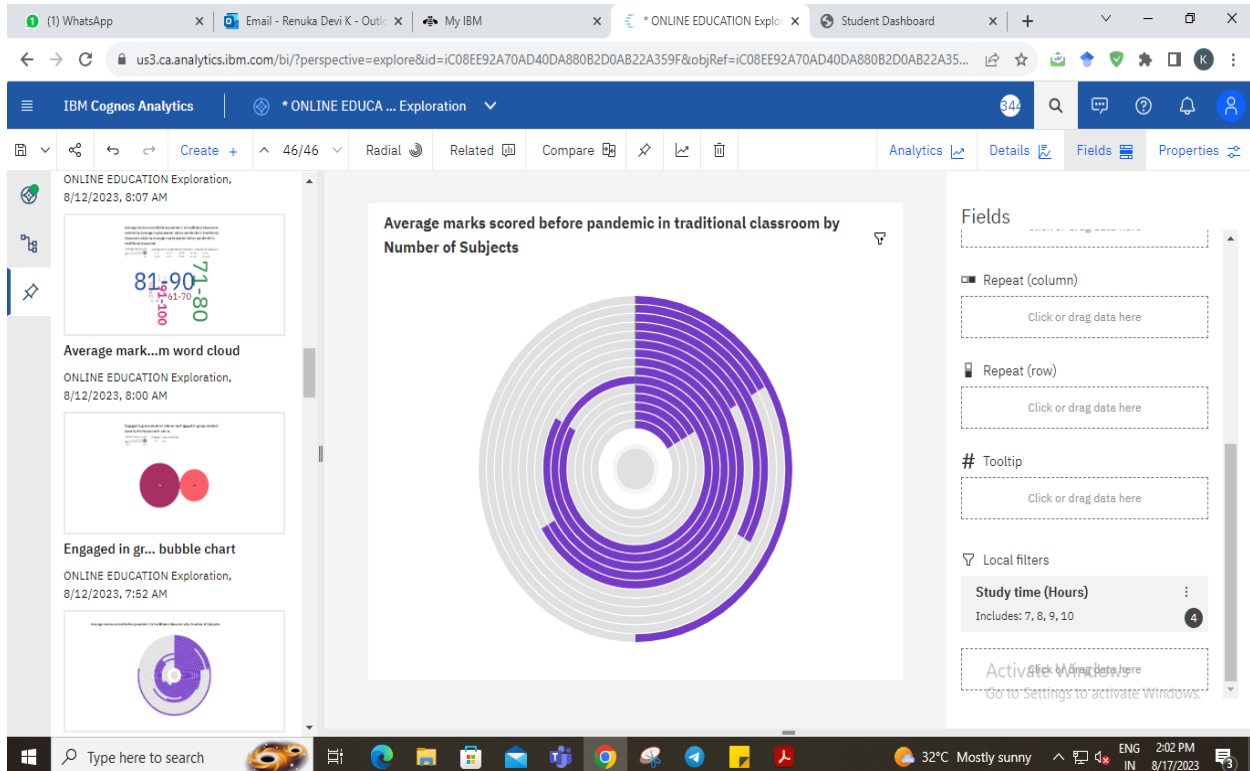 (1) WhatsApp
Email - Renuka Devi K - Outlo
My IBM
* ONLINE EDUCATION Explor
Student Dashboard
us3.ca.analytics.ibm.com/bi/?perspective=explore&id=iC08EE92A70AD40DA880B2D0AB22A359F&objRef=iC08EE92A70AD40DA880B2D0AB22A35...
K
IBM Cognos Analytics
* ONLINE EDUCA ... Exploration
344
Create +
46/46
Radial
Related
Compare
Analytics
Details
Fields
Properties
ONLINE EDUCATION Exploration,
8/12/2023, 8:07 AM
81-90
71-80
91-100
61-70
Average mark...m word cloud
ONLINE EDUCATION Exploration,
8/12/2023, 8:00 AM
Engaged in gr... bubble chart
ONLINE EDUCATION Exploration,
8/12/2023, 7:52 AM
Average marks scored before pandemic in traditional classroom by
Number of Subjects
Fields
Click or drag data here
Repeat (column)
Click or drag data here
Repeat (row)
Click or drag data here
# Tooltip
Click or drag data here
Local filters
Study time (Hours)
Includes: 7, 8, 9, 10
4
Click or drag data here
Activate Windows
Go to Settings to activate Windows.
Type here to search
32°C Mostly sunny
ENG
IN
2:02 PM
8/17/2023
3